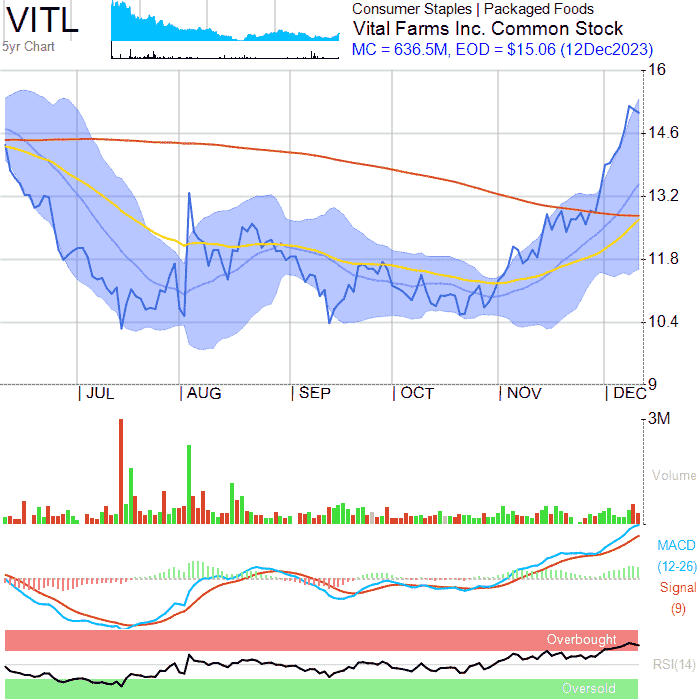 VITL
5yr Chart
Consumer Staples | Packaged Foods
Vital Farms Inc. Common Stock
MC = 636.5M, EOD = $15.06 (12Dec2023)
16
14.6
13.2
11.8
10.4
9
JUL
AUG
SEP
OCT
NOV
DEC
3M
Volume
MACD
(12-26)
Signal
(9)
Overbought
RSI(14)
Oversold